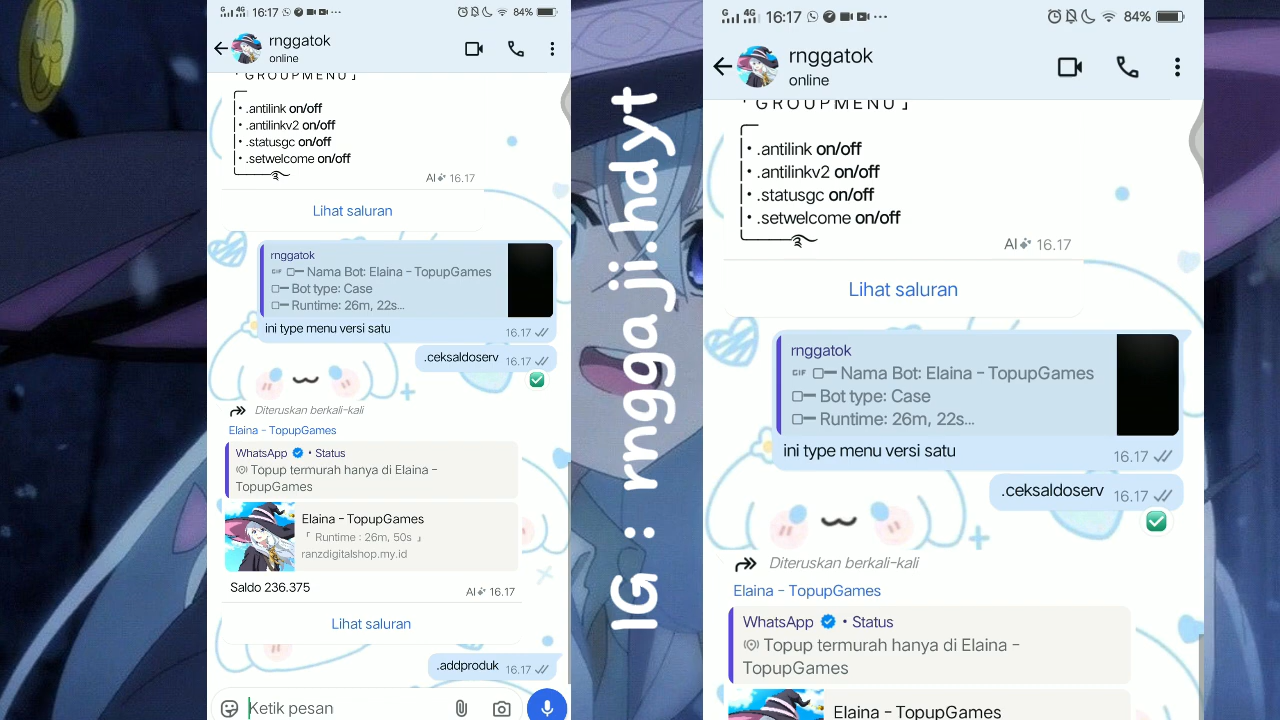 16:17 84%
rnggatok
online
「 G R O U P M E N U 」
• .antilink on/off
• .antilinkv2 on/off
• .statusgc on/off
• .setwelcome on/off
AI 16.17
Lihat saluran
rnggatok
GIF Nama Bot: Elaina - TopupGames
Bot type: Case
Runtime: 26m, 22s...
ini type menu versi satu
16.17
.ceksaldoserv 16.17
Diteruskan berkali-kali
Elaina - TopupGames
WhatsApp • Status
Topup termurah hanya di Elaina -
TopupGames
Elaina - TopupGames
「 Runtime : 26m, 50s 」
ranzdigitalshop.my.id
Saldo 236.375
AI 16.17
Lihat saluran
.addproduk 16.17
Ketik pesan
IG : rnggaji.hdyt
16:17 84%
rnggatok
online
「 G R O U P M E N U 」
• .antilink on/off
• .antilinkv2 on/off
• .statusgc on/off
• .setwelcome on/off
AI 16.17
Lihat saluran
rnggatok
GIF Nama Bot: Elaina - TopupGames
Bot type: Case
Runtime: 26m, 22s...
ini type menu versi satu
16.17
.ceksaldoserv 16.17
Diteruskan berkali-kali
Elaina - TopupGames
WhatsApp • Status
Topup termurah hanya di Elaina -
TopupGames
Elaina - TopupGames